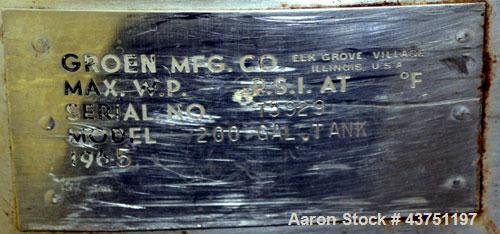 GROEN MFG. CO. ELK GROVE VILLAGE
ILLINOIS U.S.A
MAX. W.P. P.S.I. AT °F
SERIAL NO. 15929
MODEL 200 GAL. TANK
1965
Aaron Stock # 43751197